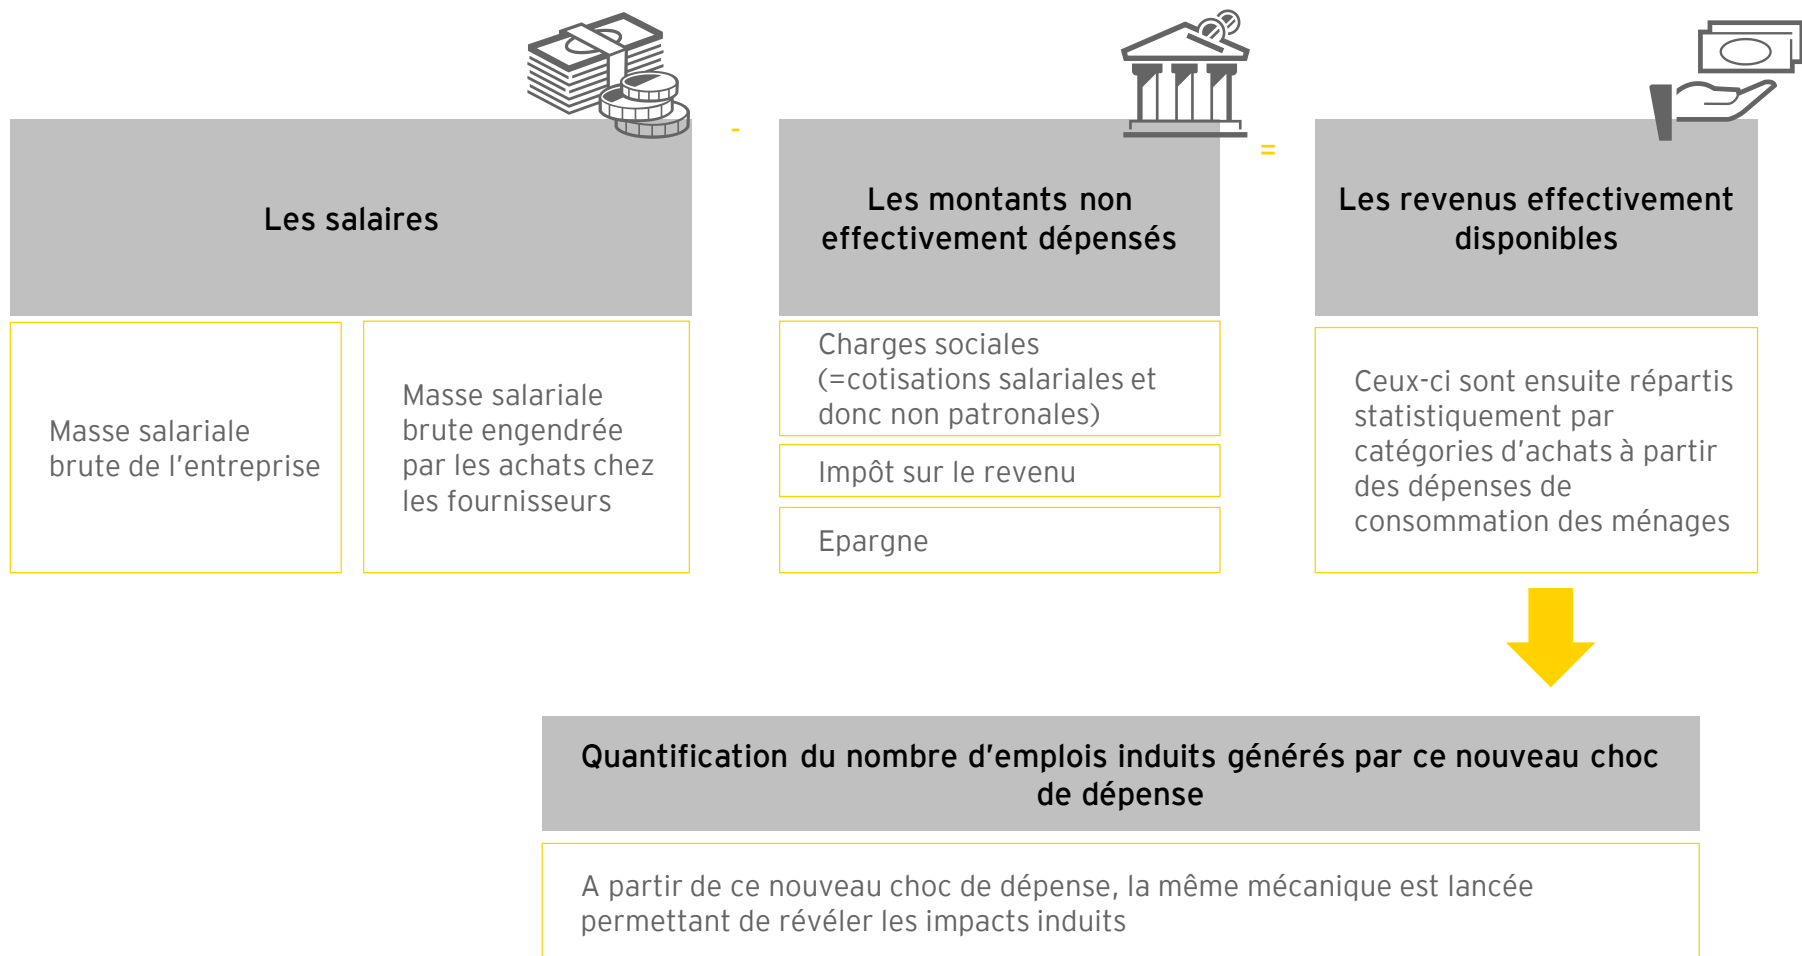 Les salaires
-
Les montants non
effectivement dépensés
=
Les revenus effectivement
disponibles
Masse salariale
brute de l’entreprise
Masse salariale
brute engendrée
par les achats chez
les fournisseurs
Charges sociales
(=cotisations salariales et
donc non patronales)
Impôt sur le revenu
Epargne
Ceux-ci sont ensuite répartis
statistiquement par
catégories d’achats à partir
des dépenses de
consommation des ménages
Quantification du nombre d’emplois induits générés par ce nouveau choc
de dépense
A partir de ce nouveau choc de dépense, la même mécanique est lancée
permettant de révéler les impacts induits